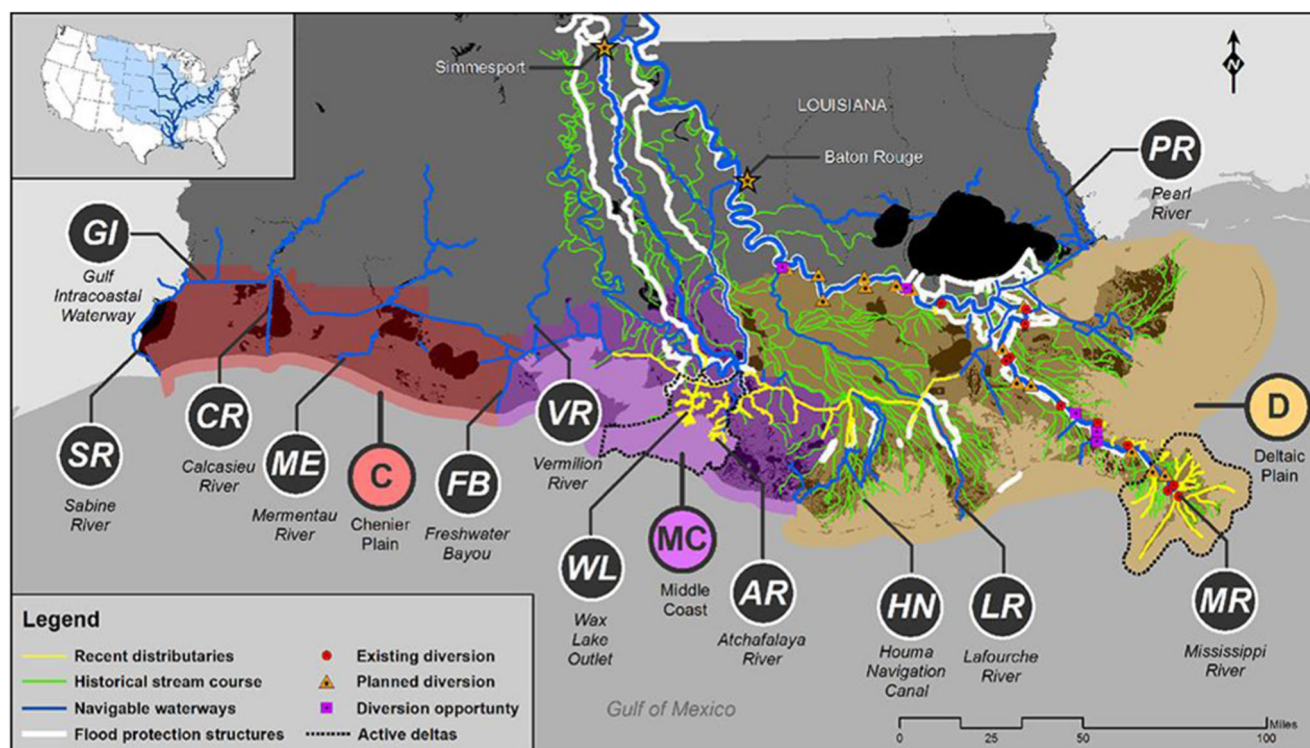 Simmesport
LOUISIANA
Baton Rouge
N
PR
Pearl
River
GI
Gulf
Intracoastal
Waterway
SR
Sabine
River
CR
Calcasieu
River
ME
Mermentau
River
C
Chenier
Plain
FB
Freshwater
Bayou
VR
Vermilion
River
WL
Wax
Lake
Outlet
MC
Middle
Coast
AR
Atchafalaya
River
HN
Houma
Navigation
Canal
LR
Lafourche
River
D
Deltaic
Plain
MR
Mississippi
River
Gulf of Mexico
Legend
Recent distributaries
Historical stream course
Navigable waterways
Flood protection structures
Existing diversion
Planned diversion
Diversion opportunity
Active deltas
Miles
0 25 50 100